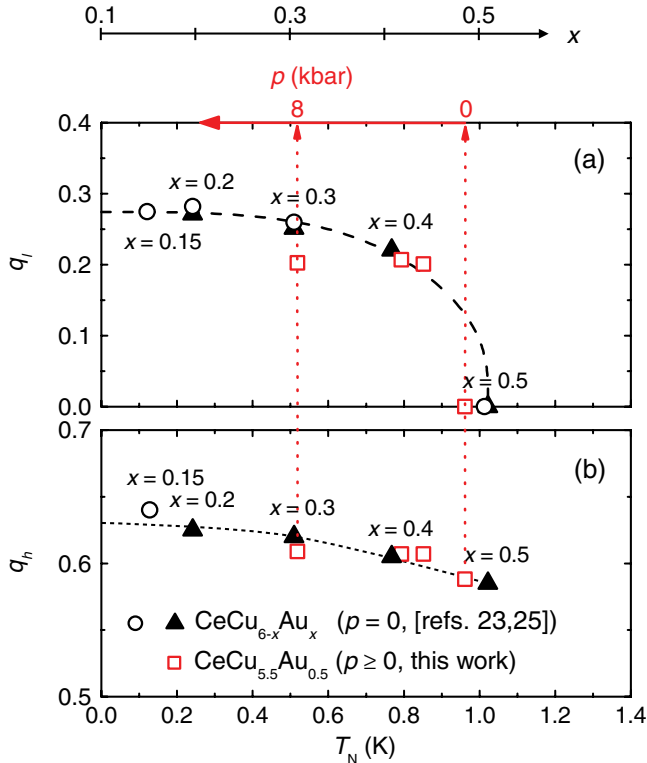 0.1 0.3 0.5 x
p (kbar)
8 0
0.4
(a)
x = 0.2
0.3
x = 0.3
x = 0.4
x = 0.15
q_l 0.2
0.1
x = 0.5
0.0
0.7
(b)
x = 0.15
x = 0.2
x = 0.3
x = 0.4
q_h 0.6
x = 0.5
CeCu_{6-x}Au_x (p = 0, [refs. 23,25])
CeCu_{5.5}Au_{0.5} (p ≥ 0, this work)
0.5
0.0 0.2 0.4 0.6 0.8 1.0 1.2 1.4
T_N (K)